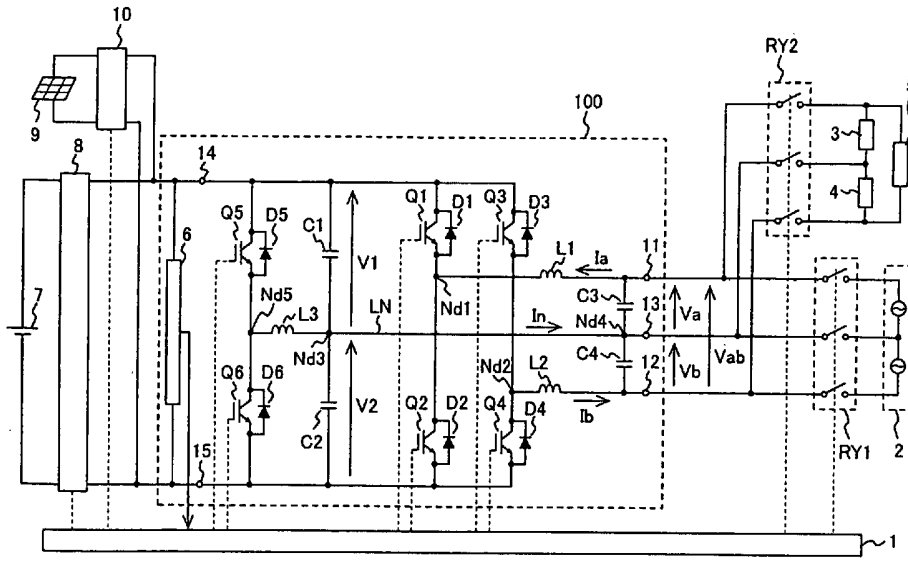 10
RY2
100
9
3
8
14
4
Q5
D5
C1
V1
Q1
D1
Q3
D3
L1
Ia
11
6
7
Nd5
L3
LN
Nd1
In
C3
13
Va
Nd3
Nd4
Vab
Q6
D6
C2
V2
Nd2
L2
C4
Vb
12
Q2
D2
Q4
D4
Ib
15
RY1
2
1